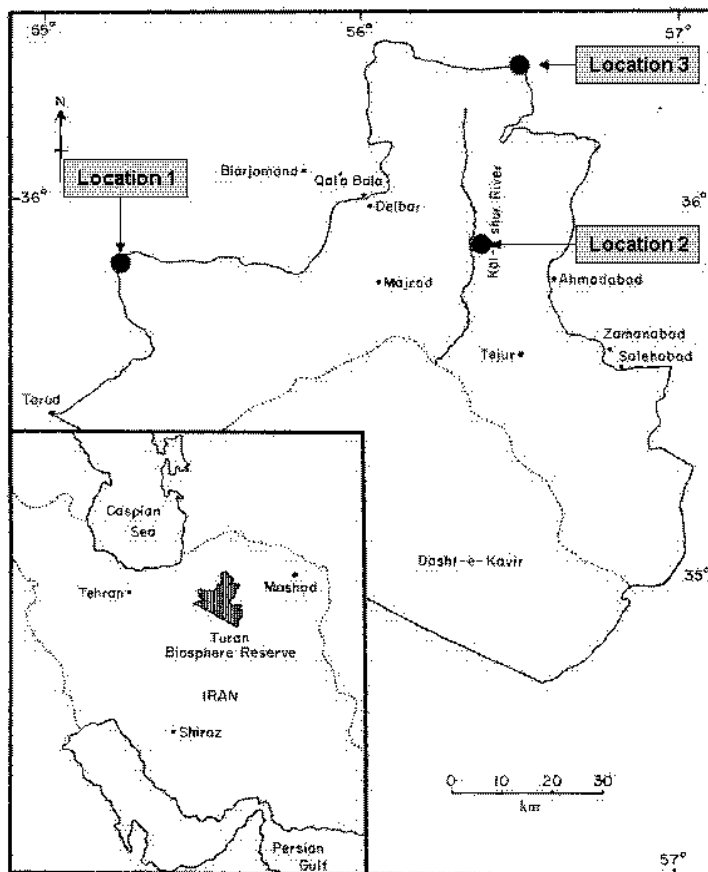 55°
56°
57°
Location 3
N
Biarjomand
Location 1
Qal'a Bala
36°
36°
Delbar
Kal-shur River
Location 2
Majrad
Ahmadabad
Zamanabad
Tejur
Salehabad
Torud
Caspian
Sea
Dasht-e-Kavir
Mashad
35°
Tehran
Turan
Biosphere Reserve
IRAN
Shiraz
0 10 20 30
km
Persian
Gulf
57°